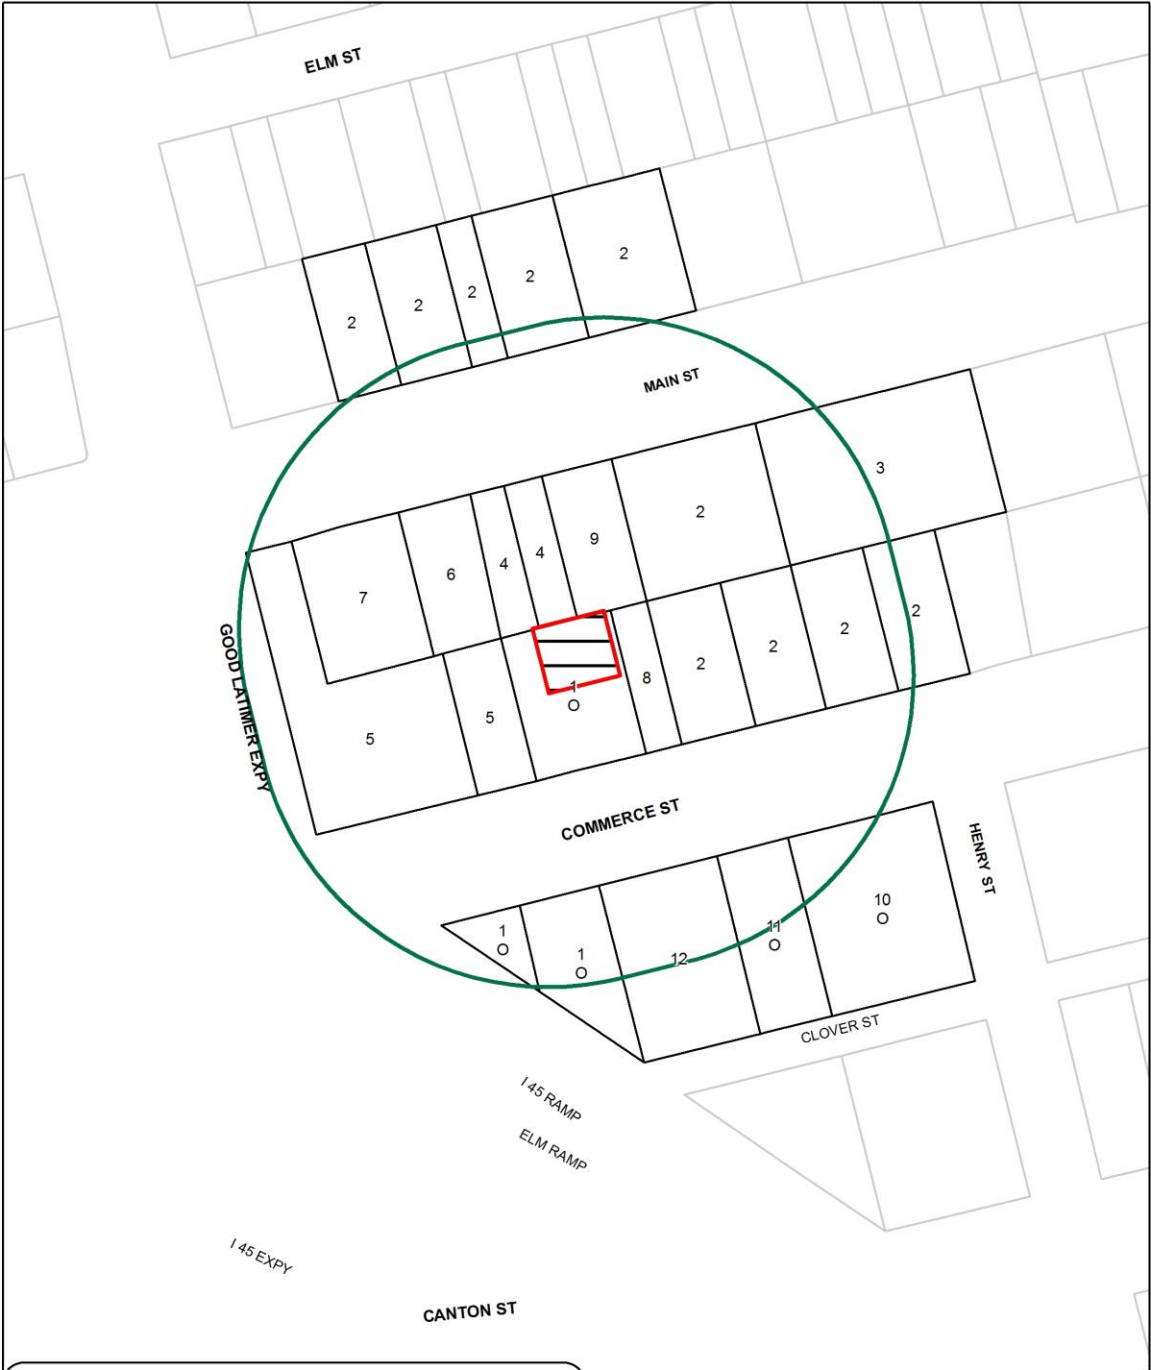 ELM ST
2
2
2
2
2
MAIN ST
3
2
9
4
4
6
7
2
2
2
8
2
1
O
5
5
GOOD LATIMER EXPY
COMMERCE ST
HENRY ST
10
O
11
O
1
O
1
O
12
CLOVER ST
I 45 RAMP
ELM RAMP
I 45 EXPY
CANTON ST